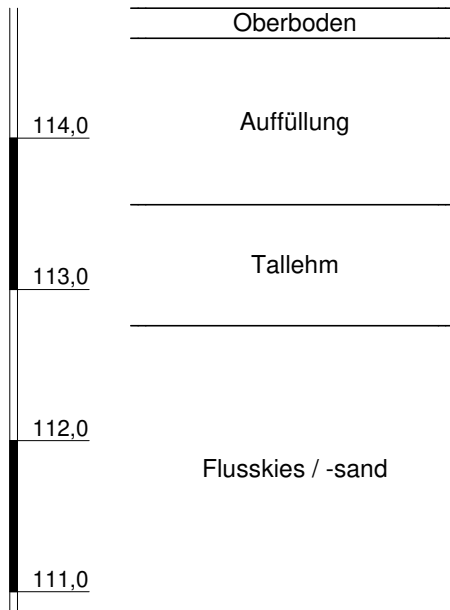 Oberboden
Auffüllung
114,0
Tallehm
113,0
112,0
Flusskies / -sand
111,0